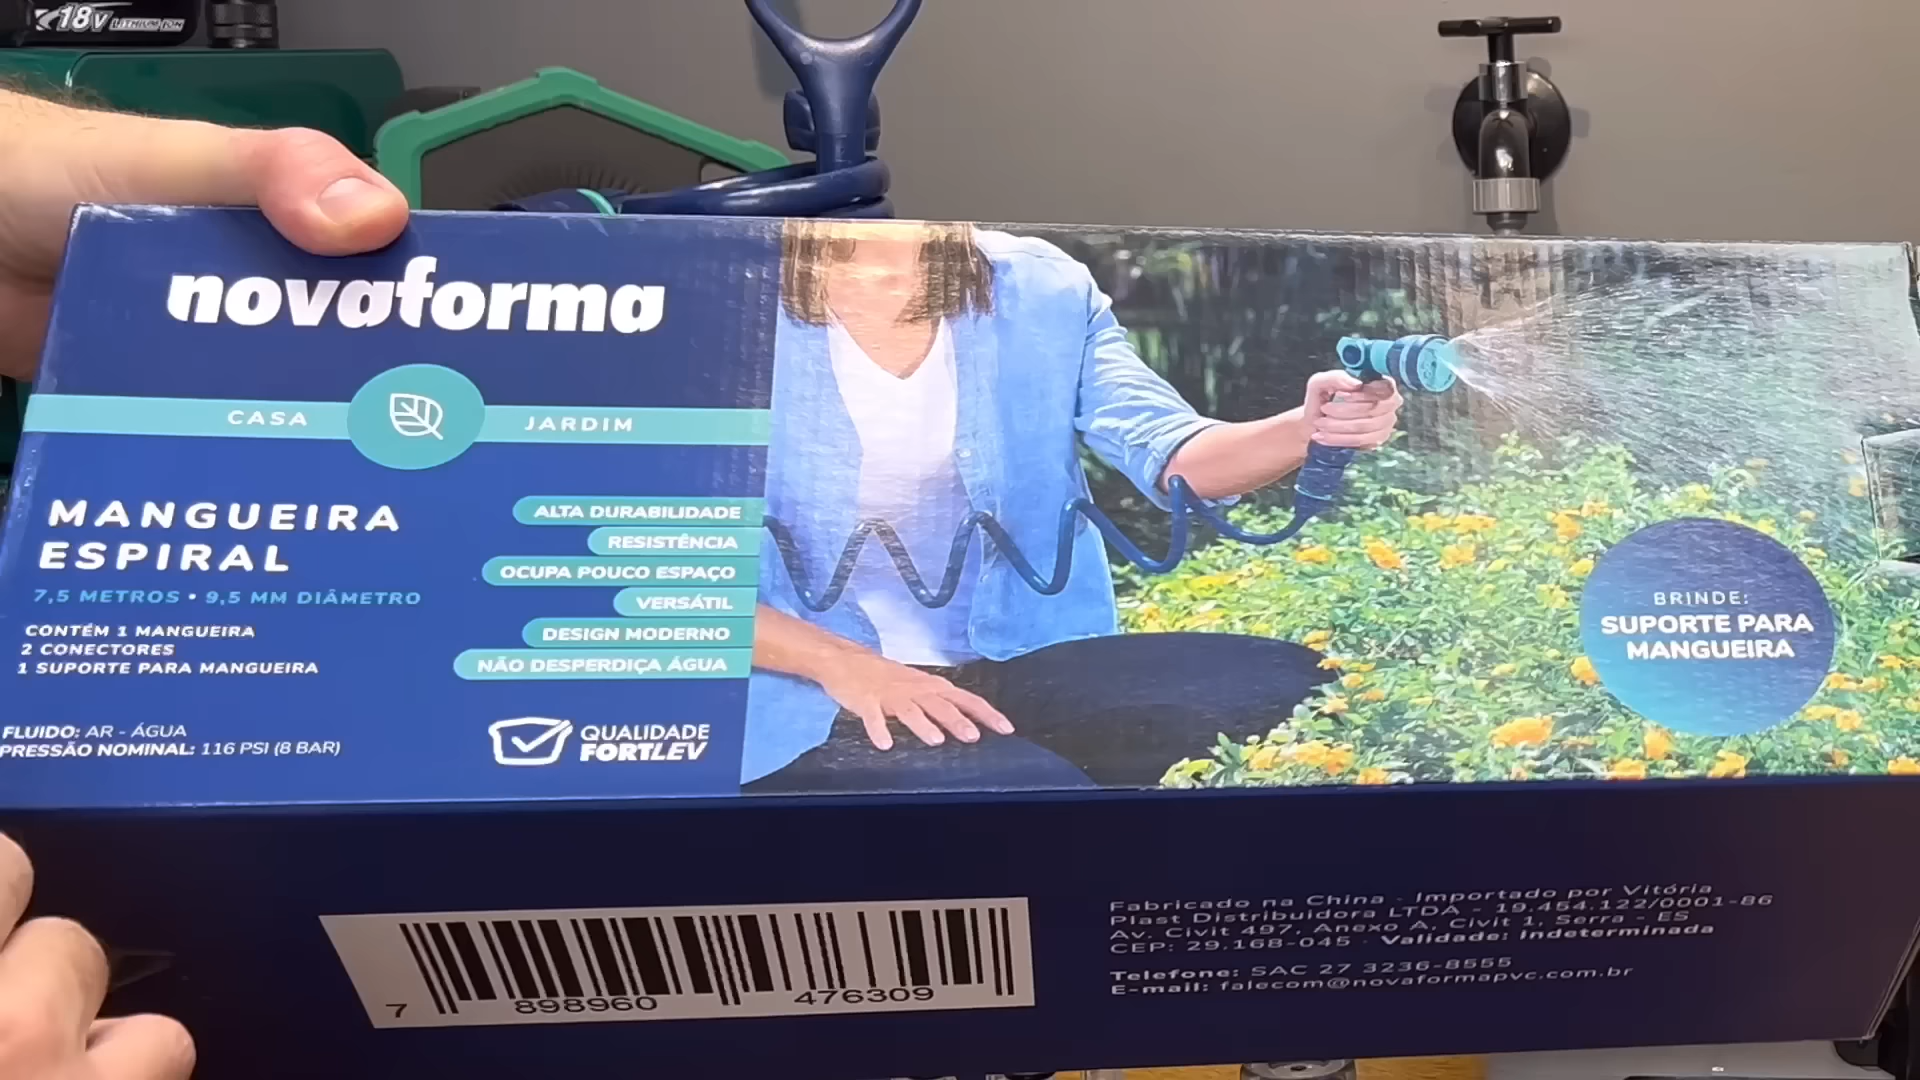 18V LITHIUM ION
novaforma
CASA JARDIM
MANGUEIRA
ESPIRAL
7,5 METROS • 9,5 MM DIÂMETRO
CONTÉM 1 MANGUEIRA
2 CONECTORES
1 SUPORTE PARA MANGUEIRA
FLUIDO: AR - ÁGUA
PRESSÃO NOMINAL: 116 PSI (8 BAR)
ALTA DURABILIDADE
RESISTÊNCIA
OCUPA POUCO ESPAÇO
VERSÁTIL
DESIGN MODERNO
NÃO DESPERDIÇA ÁGUA
QUALIDADE
FORTLEV
BRINDE:
SUPORTE PARA
MANGUEIRA
7 898960 476309
Fabricado na China - Importado por Vitória
Plast Distribuidora LTDA - 19.454.122/0001-86
Av. Civit 497, Anexo A, Civit 1, Serra - ES
CEP: 29.168-045 - Validade: Indeterminada
Telefone: SAC 27 3236-8555
E-mail: falecom@novaformapvc.com.br